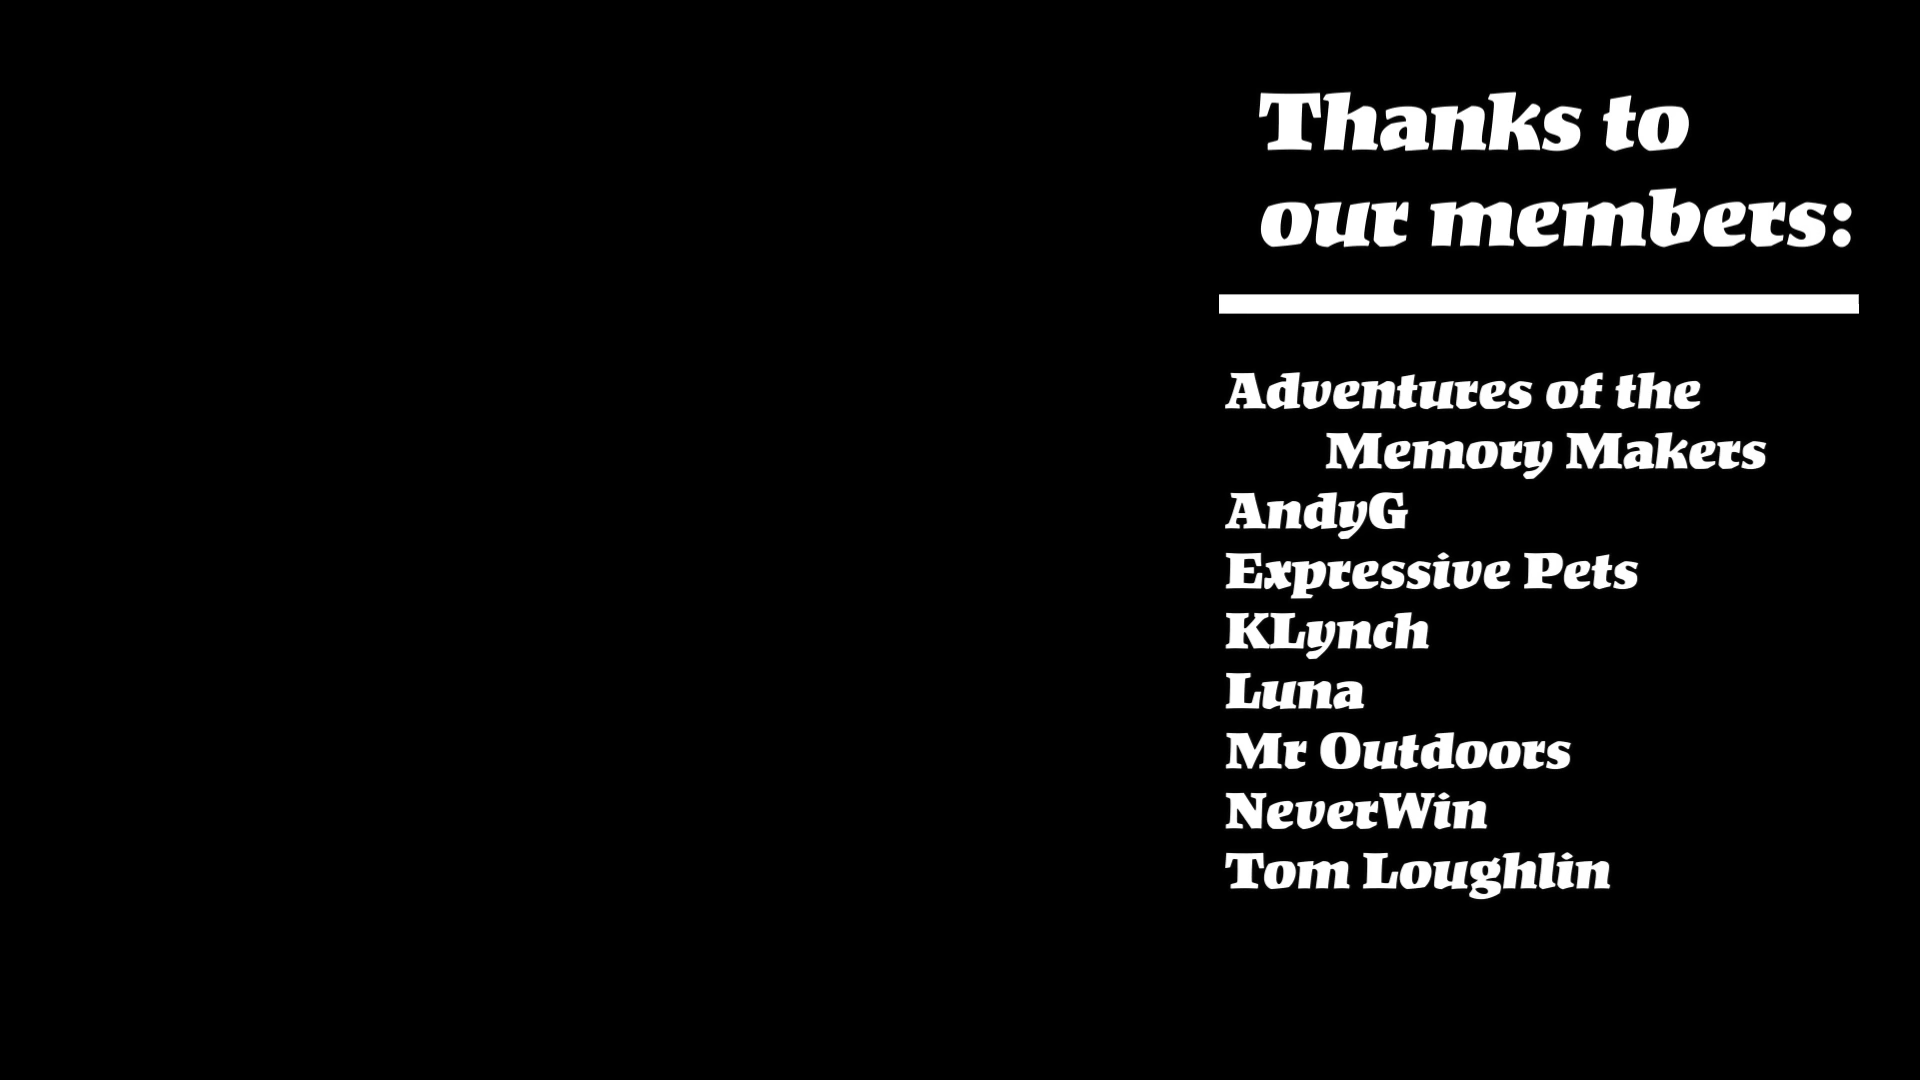 Thanks to
our members:
Adventures of the
Memory Makers
AndyG
Expressive Pets
KLynch
Luna
Mr Outdoors
NeverWin
Tom Loughlin